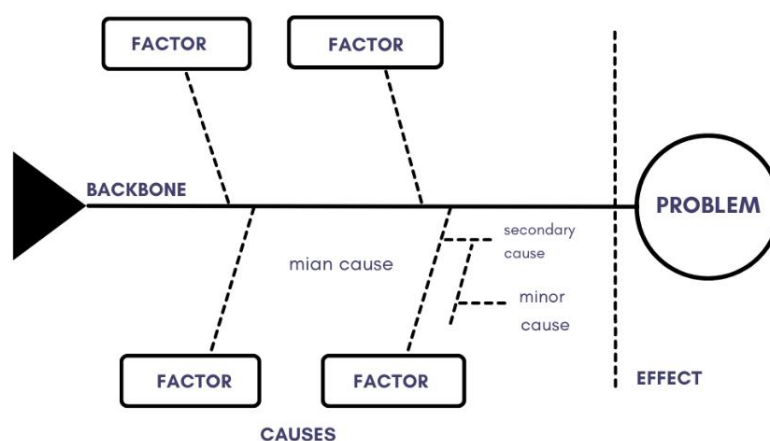 FACTOR
FACTOR
BACKBONE
PROBLEM
secondary
cause
mian cause
minor
cause
FACTOR
FACTOR
EFFECT
CAUSES